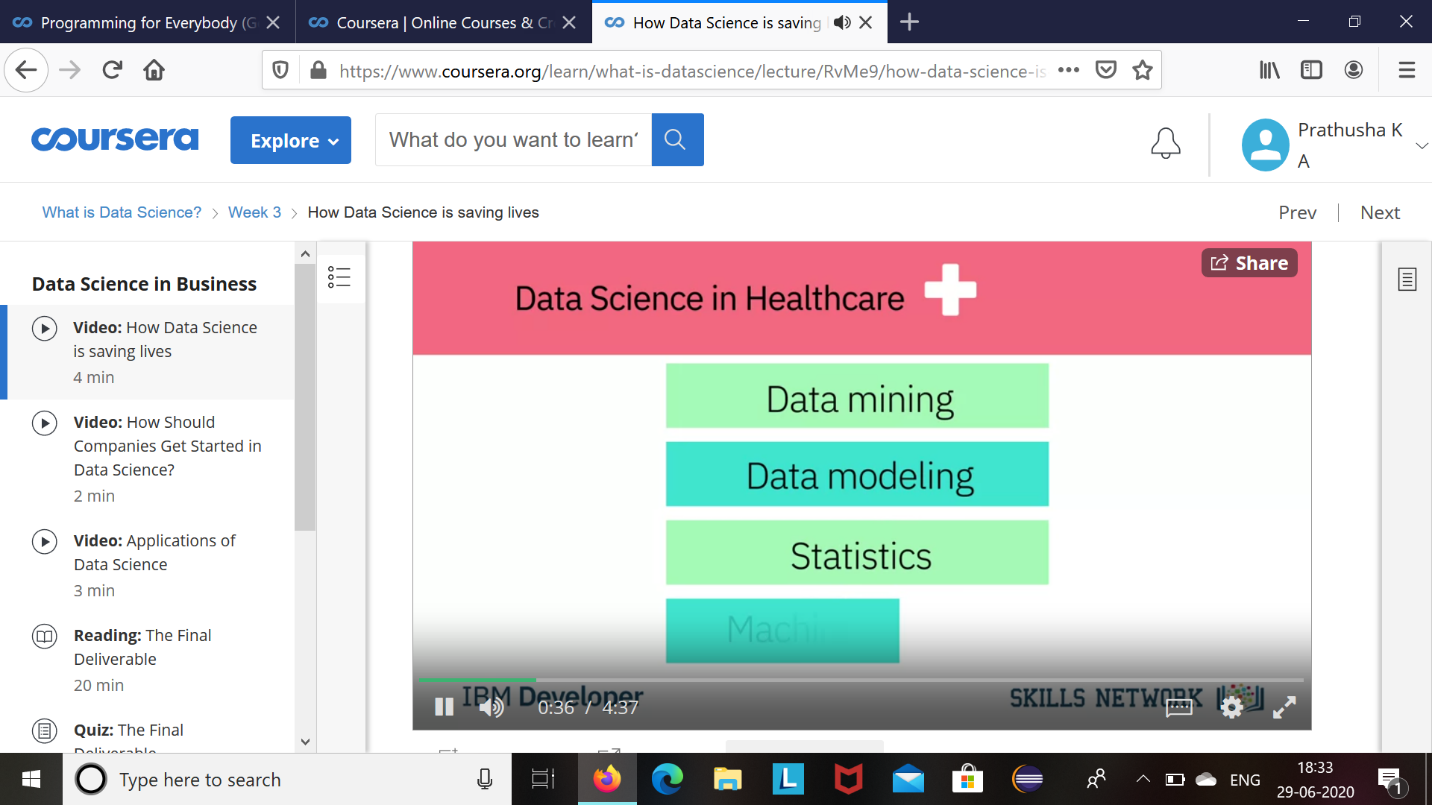 Programming for Everybody (G
Coursera | Online Courses & Cr
How Data Science is saving
https://www.coursera.org/learn/what-is-datascience/lecture/RvMe9/how-data-science-is
coursera
Explore
What do you want to learn?
Prathusha K
A
What is Data Science? > Week 3 > How Data Science is saving lives
Prev | Next
Data Science in Business
Video: How Data Science
is saving lives
4 min
Video: How Should
Companies Get Started in
Data Science?
2 min
Video: Applications of
Data Science
3 min
Reading: The Final
Deliverable
20 min
Quiz: The Final
Deliverable
Share
Data Science in Healthcare
Data mining
Data modeling
Statistics
Machi
IBM Developer
SKILLS NETWORK
0:36 / 4:37
Type here to search
ENG
18:33
29-06-2020
1